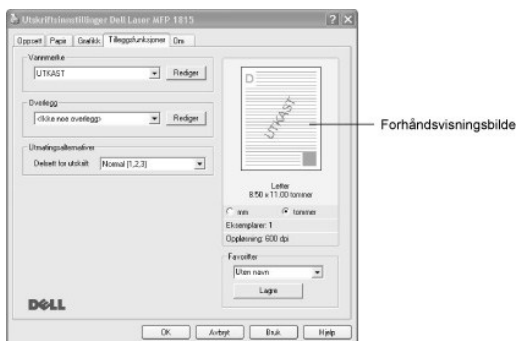 Utskriftsinnstillinger Dell Laser MFP 1815
Oppsett Papir Grafikk Tilleggsfunksjoner Om
Vannmerke
UTKAST Rediger
Overlegg
<Ikke noe overlegg> Rediger
Utmatingsalternativer
Delsett for utskrift Normal [1,2,3]
D
UTKAST
Forhåndsvisningsbilde
Letter
8.50 x 11.00 tommer
mm tommer
Eksemplarer: 1
Oppløsning: 600 dpi
Favoritter
Uten navn
Lagre
DELL
OK Avbryt Bruk Hjelp